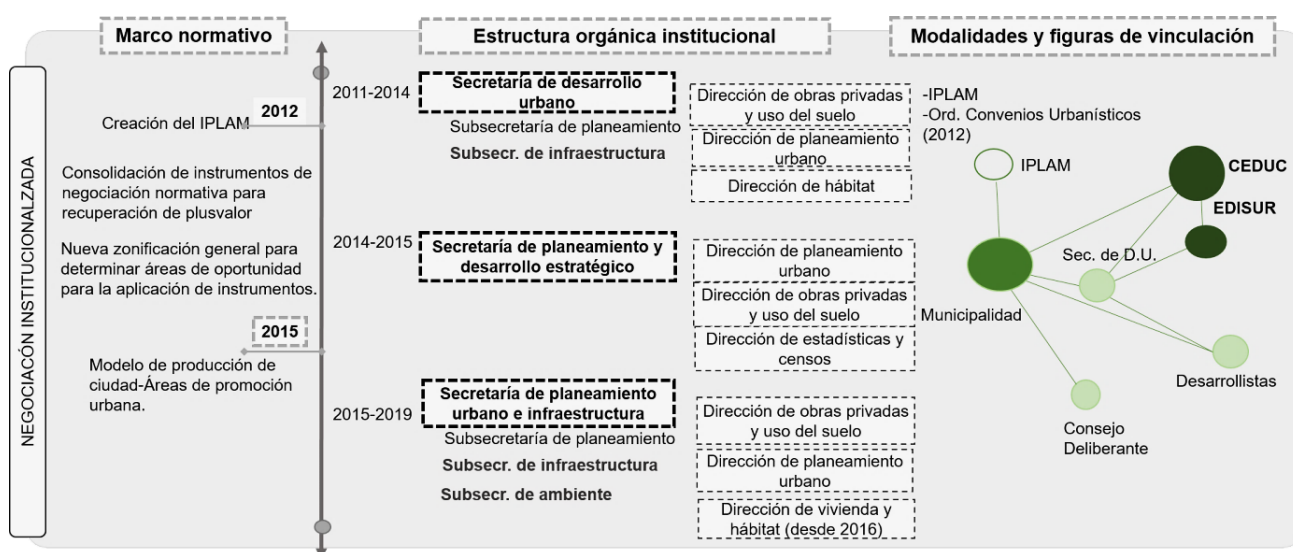 Marco normativo
Estructura orgánica institucional
Modalidades y figuras de vinculación
NEGOCIACÓN INSTITUCIONALZADA
2012
Creación del IPLAM
Consolidación de instrumentos de
negociación normativa para
recuperación de plusvalor
Nueva zonificación general para
determinar áreas de oportunidad
para la aplicación de instrumentos.
2015
Modelo de producción de
ciudad-Áreas de promoción
urbana.
2011-2014
Secretaría de desarrollo
urbano
Subsecretaría de planeamiento
Subsecr. de infraestructura
Dirección de obras privadas
y uso del suelo
Dirección de planeamiento
urbano
Dirección de hábitat
2014-2015
Secretaría de planeamiento y
desarrollo estratégico
Dirección de planeamiento
urbano
Dirección de obras privadas
y uso del suelo
Dirección de estadísticas y
censos
2015-2019
Secretaría de planeamiento
urbano e infraestructura
Subsecretaría de planeamiento
Subsecr. de infraestructura
Subsecr. de ambiente
Dirección de obras privadas
y uso del suelo
Dirección de planeamiento
urbano
Dirección de vivienda y
hábitat (desde 2016)
-IPLAM
-Ord. Convenios Urbanísticos
(2012)
IPLAM
CEDUC
EDISUR
Sec. de D.U.
Municipalidad
Desarrollistas
Consejo
Deliberante